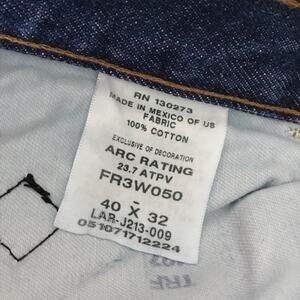 RN 130273
MADE IN MEXICO OF US
FABRIC
100% COTTON
EXCLUSIVE OF DECORATION
ARC RATING
23.7 ATPV
FR3W050
-
40 X 32
LAR-J213-009
051071712224